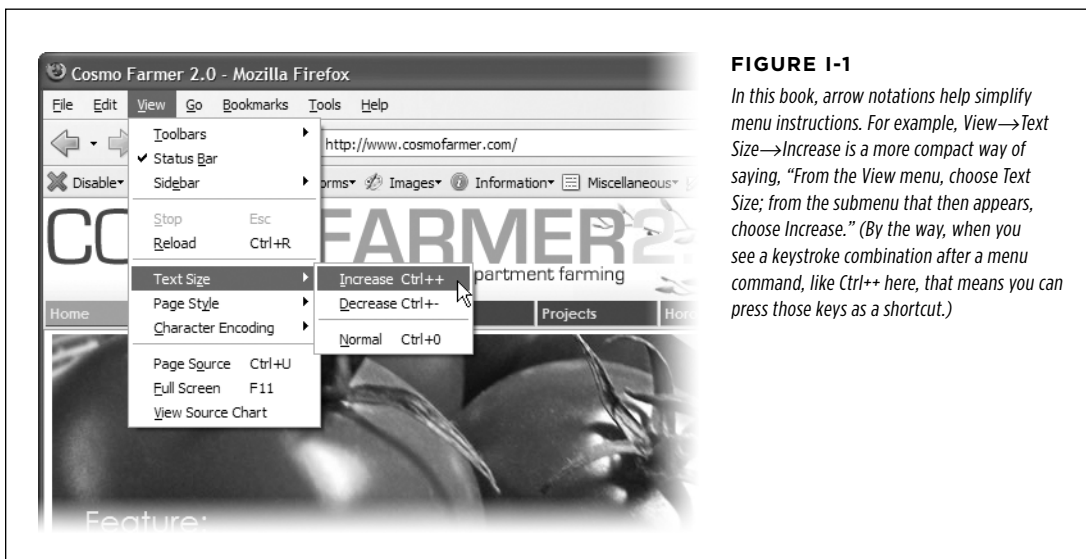 Cosmo Farmer 2.0 - Mozilla Firefox
File Edit View Go Bookmarks Tools Help
Toolbars
http://www.cosmofarmer.com/
Status Bar
Disable
Sidebar
Images Information Miscellaneous
Stop Esc
FARMER2
Reload Ctrl+R
Text Size
Increase Ctrl++
partment farming
Page Style
Decrease Ctrl+-
Home
Projects
Character Encoding
Normal Ctrl+0
Page Source Ctrl+U
Full Screen F11
View Source Chart
Feature:
FIGURE I-1
In this book, arrow notations help simplify
menu instructions. For example, View→Text
Size→Increase is a more compact way of
saying, “From the View menu, choose Text
Size; from the submenu that then appears,
choose Increase.” (By the way, when you
see a keystroke combination after a menu
command, like Ctrl++ here, that means you can
press those keys as a shortcut.)